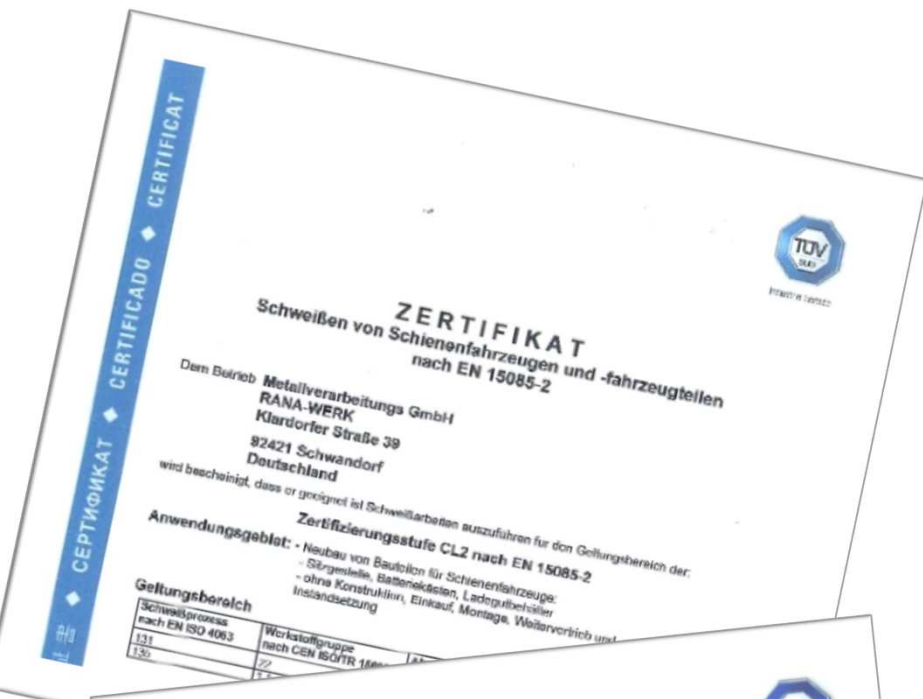 CERTIFICAT
CERTIFICADO
СЕРТИФИКАТ
TÜV
SÜD
ZERTIFIKAT
Schweißen von Schienenfahrzeugen und -fahrzeugteilen
nach EN 15085-2
Dem Betrieb Metallverarbeitungs GmbH
RANA-WERK
Klardorfer Straße 39
92421 Schwandorf
Deutschland
wird bescheinigt, dass er geeignet ist Schweißarbeiten auszuführen für den Geltungsbereich der:
Zertifizierungsstufe CL2 nach EN 15085-2
Anwendungsgebiet: - Neubau von Bauteilen für Schienenfahrzeuge:
Batteriekästen, Ladegutbehälter
- ohne Konstruktion, Einkauf, Montage, Weitervertrieb und
Instandsetzung
Geltungsbereich
Schweißprozess Werkstoffgruppe
nach EN ISO 4063 nach CEN ISO/TR
131 22
135